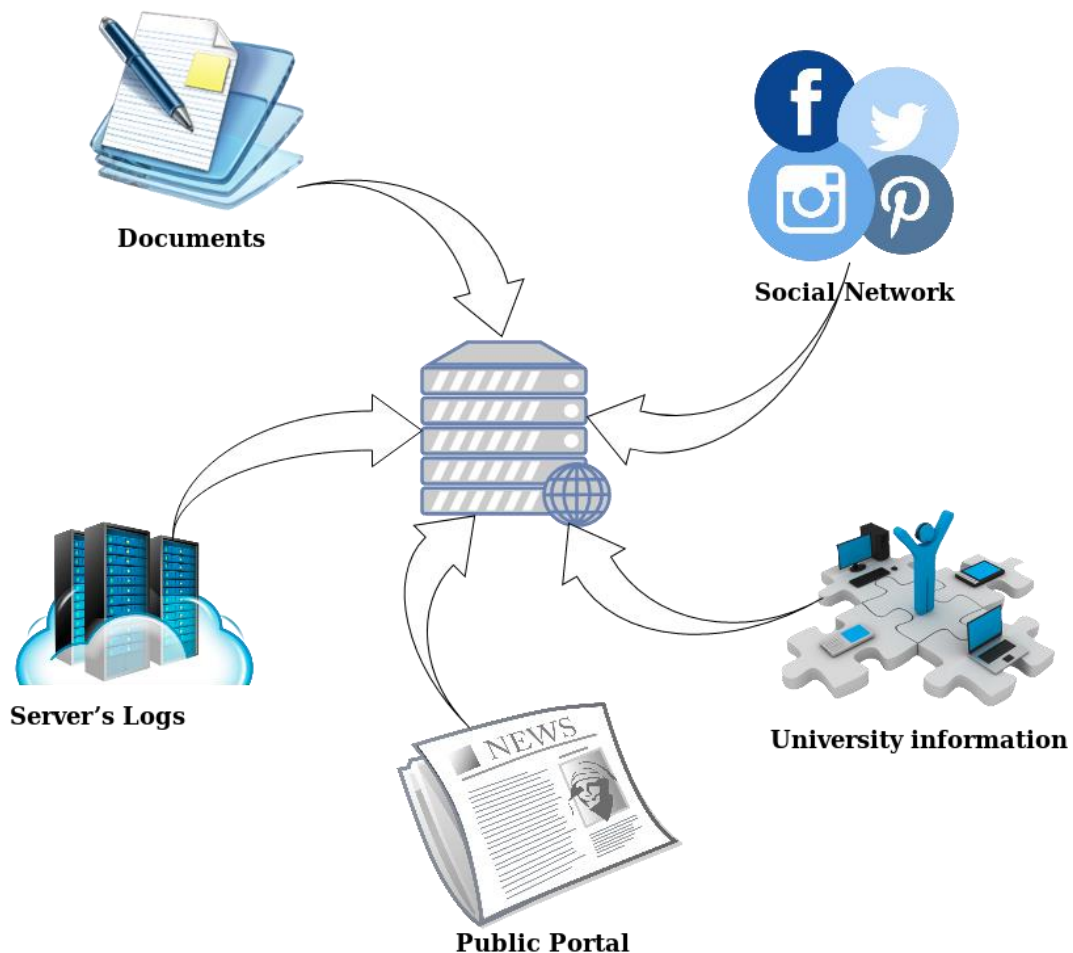 Documents
Social Network
Server’s Logs
NEWS
University information
Public Portal